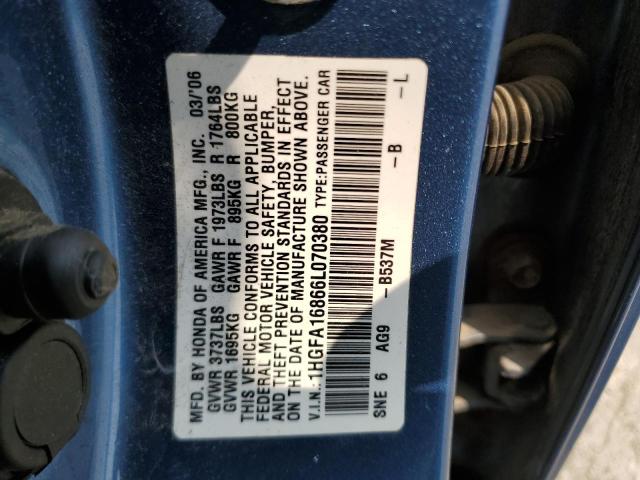 MFD. BY HONDA OF AMERICA MFG., INC. 03/'06
GVWR 3737LBS GAWR F 1973LBS R 1764LBS
GVWR 1695KG GAWR F 895KG R 800KG
THIS VEHICLE CONFORMS TO ALL APPLICABLE
FEDERAL MOTOR VEHICLE SAFETY, BUMPER,
AND THEFT PREVENTION STANDARDS IN EFFECT
ON THE DATE OF MANUFACTURE SHOWN ABOVE.
V.I.N.: 1HGFA16866L070380 TYPE:PASSENGER CAR
SNE 6 AG9 - B537M - B - L